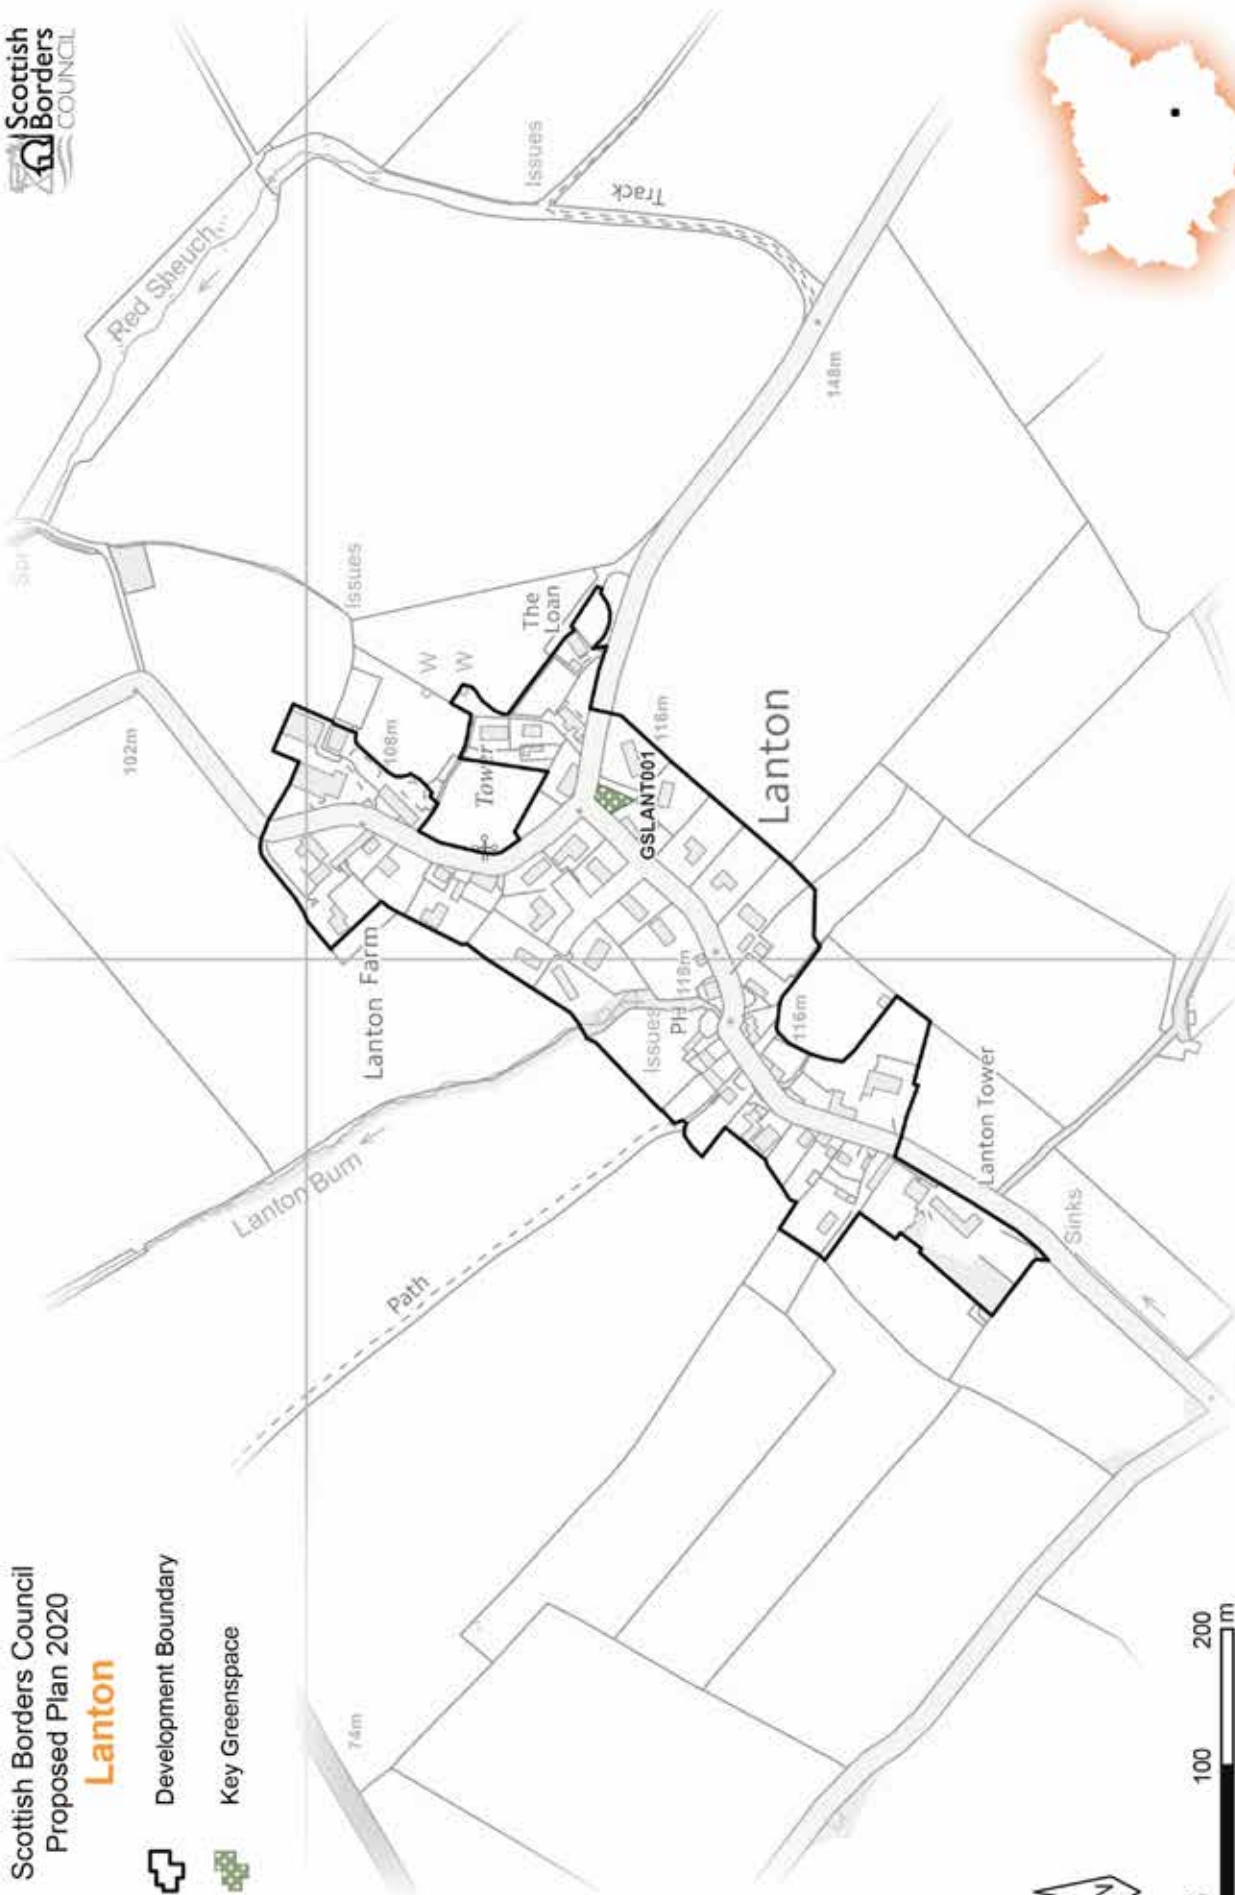 Scottish Borders Council
Proposed Plan 2020
Lanton
Development Boundary
Key Greenspace
Scottish
Borders
COUNCIL
Red Sheuch
Issues
Track
148m
102m
Issues
The
Loan
W
W
108m
Tower
116m
GSLANT001
Lanton
Lanton Farm
118m
PH
Issues
116m
Lanton Burn
Path
Lanton Tower
Sinks
74m
100
200
m
N